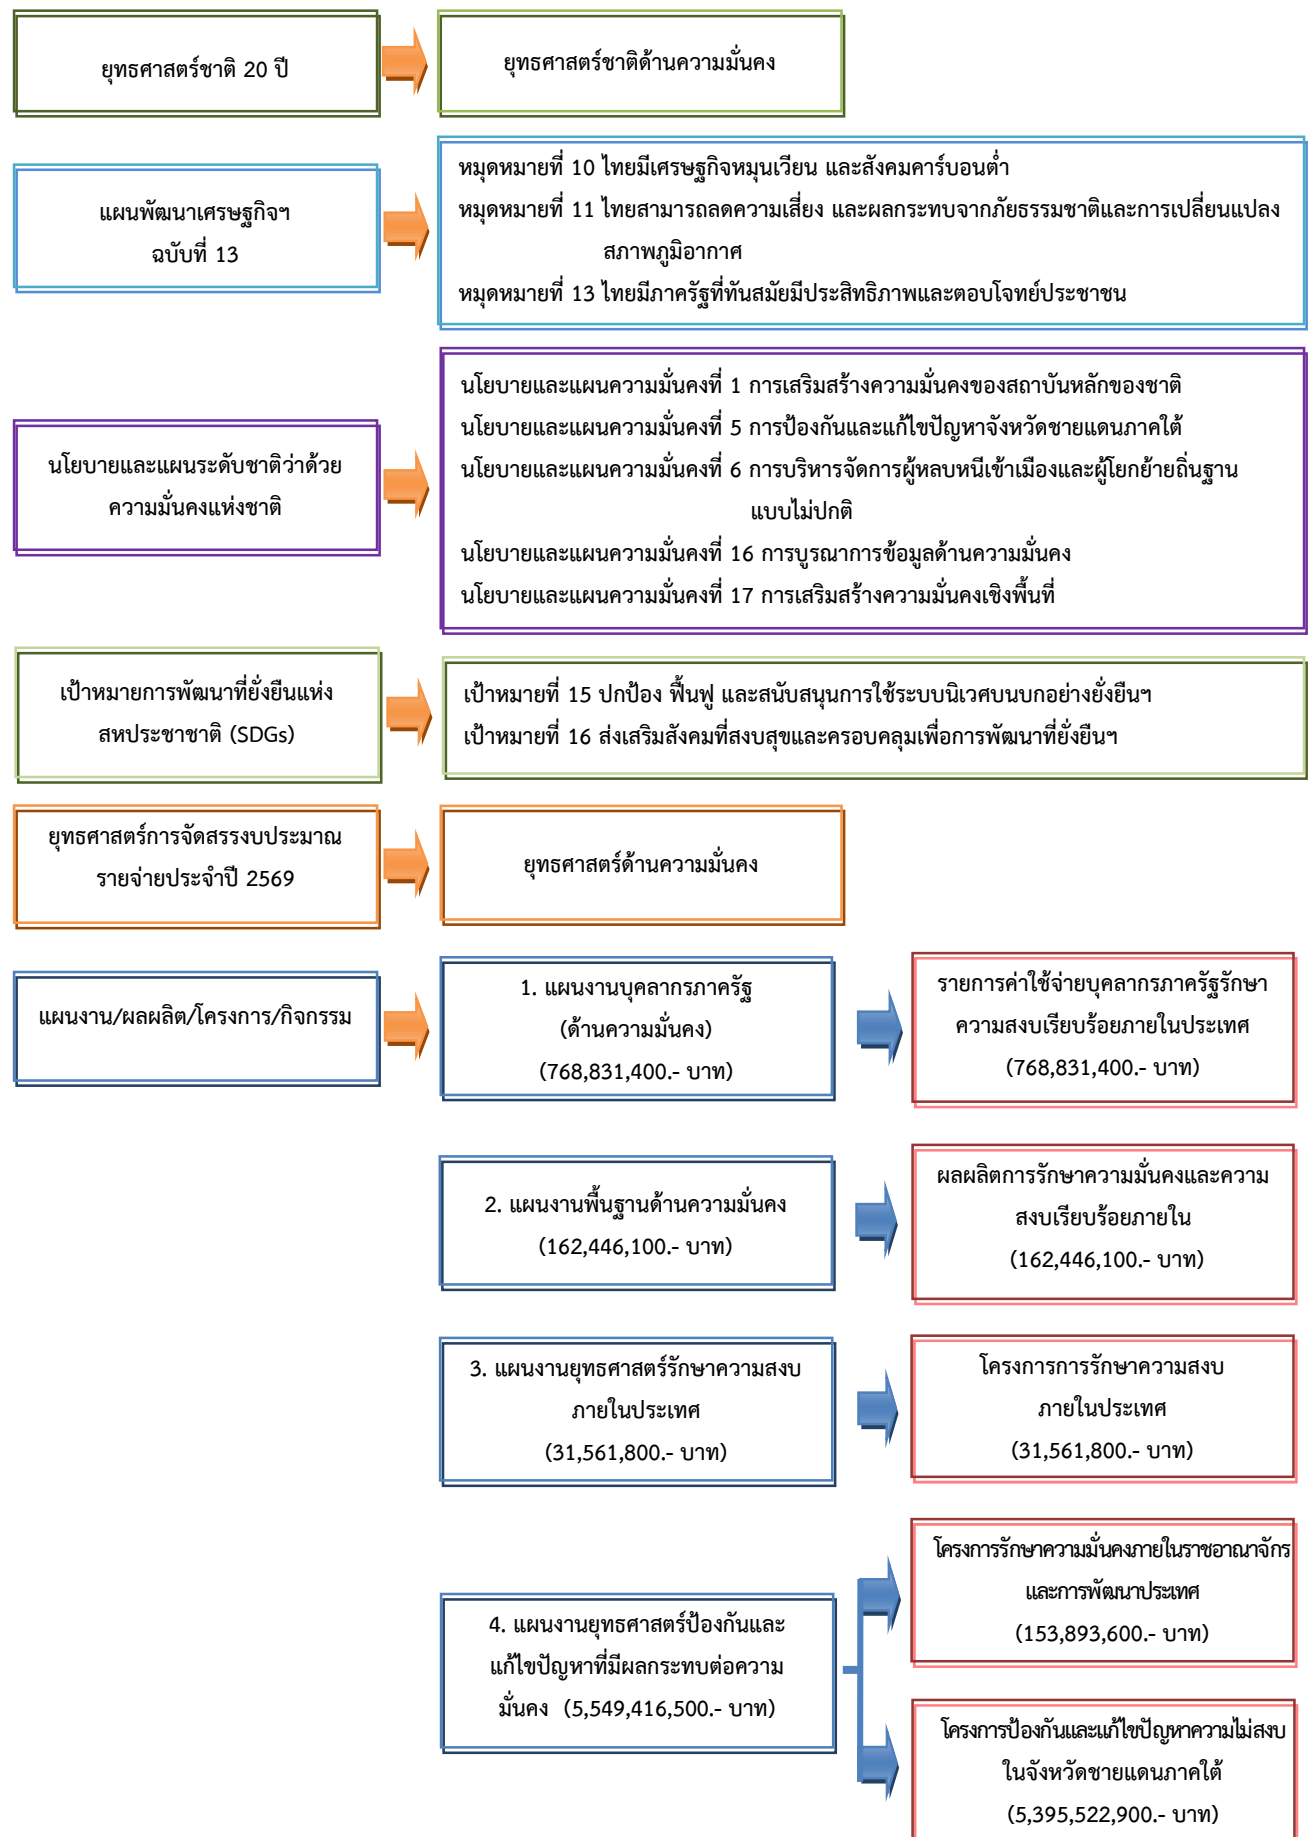 ยุทธศาสตร์ชาติ 20 ปี
ยุทธศาสตร์ชาติด้านความมั่นคง
แผนพัฒนาเศรษฐกิจฯ
ฉบับที่ 13
หมุดหมายที่ 10 ไทยมีเศรษฐกิจหมุนเวียน และสังคมคาร์บอนต่ำ
หมุดหมายที่ 11 ไทยสามารถลดความเสี่ยง และผลกระทบจากภัยธรรมชาติและการเปลี่ยนแปลง
สภาพภูมิอากาศ
หมุดหมายที่ 13 ไทยมีภาครัฐที่ทันสมัยมีประสิทธิภาพและตอบโจทย์ประชาชน
นโยบายและแผนระดับชาติว่าด้วย
ความมั่นคงแห่งชาติ
นโยบายและแผนความมั่นคงที่ 1 การเสริมสร้างความมั่นคงของสถาบันหลักของชาติ
นโยบายและแผนความมั่นคงที่ 5 การป้องกันและแก้ไขปัญหาจังหวัดชายแดนภาคใต้
นโยบายและแผนความมั่นคงที่ 6 การบริหารจัดการผู้หลบหนีเข้าเมืองและผู้โยกย้ายถิ่นฐาน
แบบไม่ปกติ
นโยบายและแผนความมั่นคงที่ 16 การบูรณาการข้อมูลด้านความมั่นคง
นโยบายและแผนความมั่นคงที่ 17 การเสริมสร้างความมั่นคงเชิงพื้นที่
เป้าหมายการพัฒนาที่ยั่งยืนแห่ง
สหประชาชาติ (SDGs)
เป้าหมายที่ 15 ปกป้อง ฟื้นฟู และสนับสนุนการใช้ระบบนิเวศบนบกอย่างยั่งยืนฯ
เป้าหมายที่ 16 ส่งเสริมสังคมที่สงบสุขและครอบคลุมเพื่อการพัฒนาที่ยั่งยืนฯ
ยุทธศาสตร์การจัดสรรงบประมาณ
รายจ่ายประจำปี 2569
ยุทธศาสตร์ด้านความมั่นคง
แผนงาน/ผลผลิต/โครงการ/กิจกรรม
1. แผนงานบุคลากรภาครัฐ
(ด้านความมั่นคง)
(768,831,400.- บาท)
รายการค่าใช้จ่ายบุคลากรภาครัฐรักษา
ความสงบเรียบร้อยภายในประเทศ
(768,831,400.- บาท)
2. แผนงานพื้นฐานด้านความมั่นคง
(162,446,100.- บาท)
ผลผลิตการรักษาความมั่นคงและความ
สงบเรียบร้อยภายใน
(162,446,100.- บาท)
3. แผนงานยุทธศาสตร์รักษาความสงบ
ภายในประเทศ
(31,561,800.- บาท)
โครงการการรักษาความสงบ
ภายในประเทศ
(31,561,800.- บาท)
4. แผนงานยุทธศาสตร์ป้องกันและ
แก้ไขปัญหาที่มีผลกระทบต่อความ
มั่นคง (5,549,416,500.- บาท)
โครงการรักษาความมั่นคงภายในราชอาณาจักร
และการพัฒนาประเทศ
(153,893,600.- บาท)
โครงการป้องกันและแก้ไขปัญหาความไม่สงบ
ในจังหวัดชายแดนภาคใต้
(5,395,522,900.- บาท)